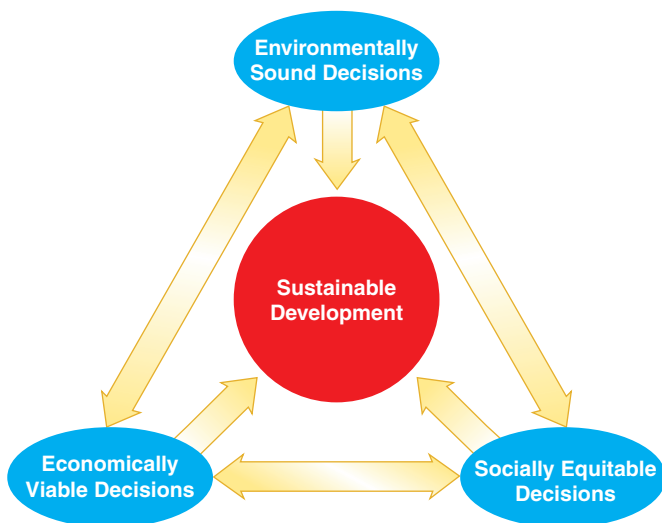 Environmentally
Sound Decisions
Sustainable
Development
Economically
Viable Decisions
Socially Equitable
Decisions